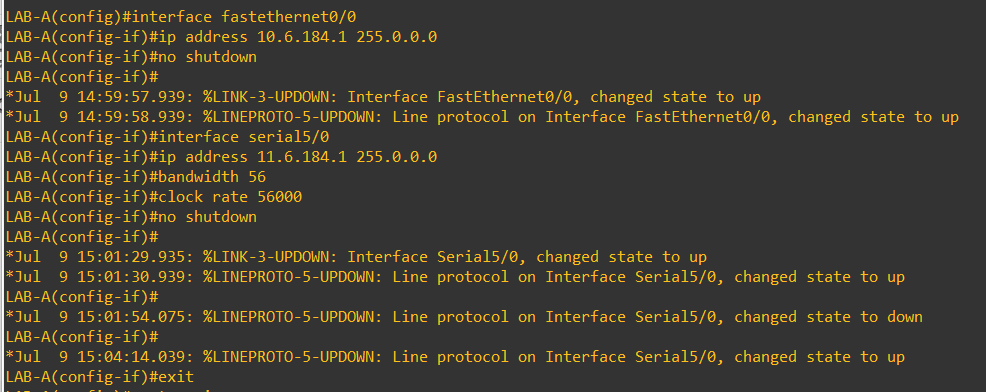 LAB-A(config)#interface fastethernet0/0
LAB-A(config-if)#ip address 10.6.184.1 255.0.0.0
LAB-A(config-if)#no shutdown
LAB-A(config-if)#
*Jul  9 14:59:57.939: %LINK-3-UPDOWN: Interface FastEthernet0/0, changed state to up
*Jul  9 14:59:58.939: %LINEPROTO-5-UPDOWN: Line protocol on Interface FastEthernet0/0, changed state to up
LAB-A(config-if)#interface serial5/0
LAB-A(config-if)#ip address 11.6.184.1 255.0.0.0
LAB-A(config-if)#bandwidth 56
LAB-A(config-if)#clock rate 56000
LAB-A(config-if)#no shutdown
LAB-A(config-if)#
*Jul  9 15:01:29.935: %LINK-3-UPDOWN: Interface Serial5/0, changed state to up
*Jul  9 15:01:30.939: %LINEPROTO-5-UPDOWN: Line protocol on Interface Serial5/0, changed state to up
LAB-A(config-if)#
*Jul  9 15:01:54.075: %LINEPROTO-5-UPDOWN: Line protocol on Interface Serial5/0, changed state to down
LAB-A(config-if)#
*Jul  9 15:04:14.039: %LINEPROTO-5-UPDOWN: Line protocol on Interface Serial5/0, changed state to up
LAB-A(config-if)#exit